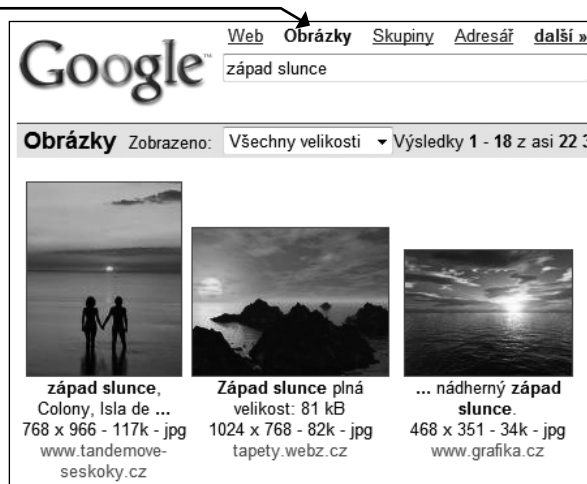 Google™
Web Obrázky Skupiny Adresář další »
západ slunce
Obrázky Zobrazeno: Všechny velikosti Výsledky 1 - 18 z asi 22
západ slunce,
Colony, Isla de ...
768 x 966 - 117k - jpg
www.tandemove-
seskoky.cz
Západ slunce plná
velikost: 81 kB
1024 x 768 - 82k - jpg
tapety.webz.cz
... nádherný západ
slunce.
468 x 351 - 34k - jpg
www.grafika.cz